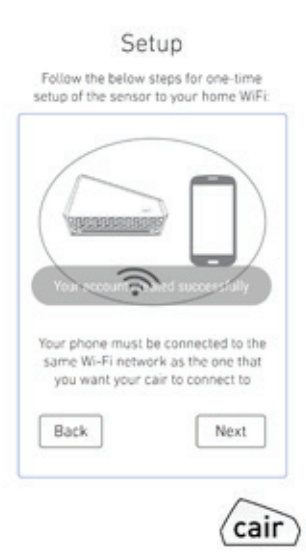 Setup
Follow the below steps for one-time
setup of the sensor to your home WiFi:
Your account created successfully
Your phone must be connected to the
same Wi-Fi network as the one that
you want your cair to connect to
Back
Next
cair